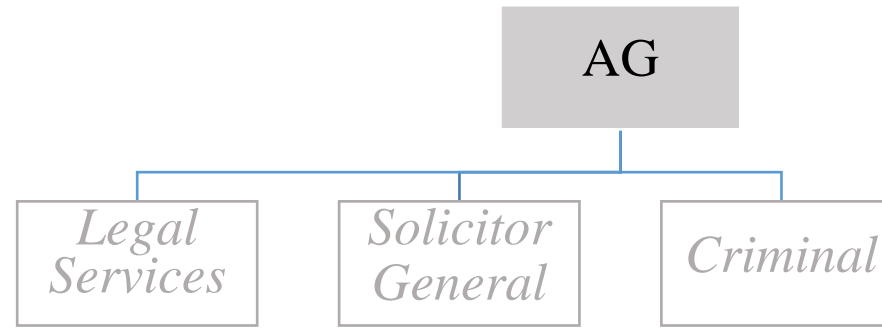 AG
Legal
Services
Solicitor
General
Criminal